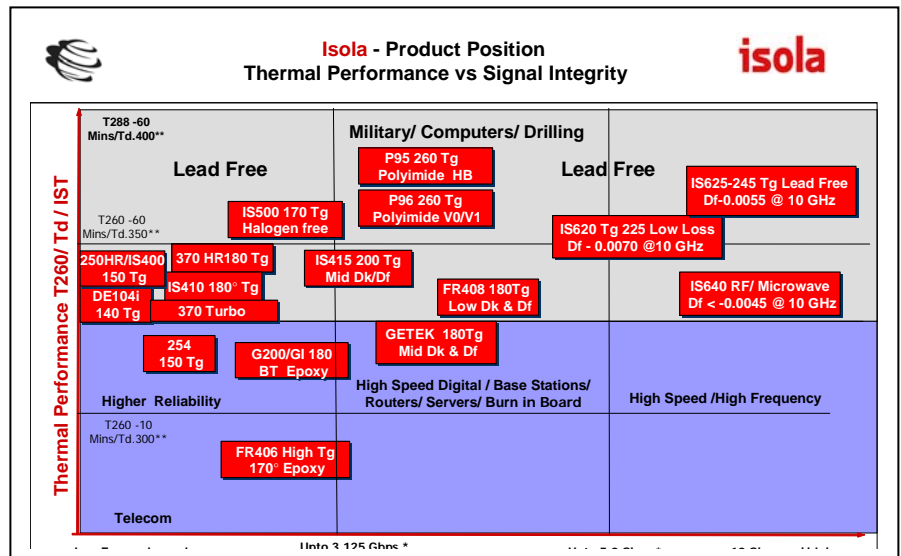 Isola - Product Position
Thermal Performance vs Signal Integrity
isola
Thermal Performance T260/ Td / IST
T288 -60
Mins/Td.400**
Military/ Computers/ Drilling
Lead Free
Lead Free
P95 260 Tg
Polyimide HB
P96 260 Tg
Polyimide V0/V1
IS625-245 Tg Lead Free
Df-0.0055 @ 10 GHz
IS500 170 Tg
Halogen free
T260 -60
Mins/Td.350**
IS620 Tg 225 Low Loss
Df - 0.0070 @10 GHz
250HR/IS400
150 Tg
370 HR180 Tg
IS415 200 Tg
Mid Dk/Df
IS410 180° Tg
FR408 180Tg
Low Dk & Df
IS640 RF/ Microwave
Df < -0.0045 @ 10 GHz
DE104i
140 Tg
370 Turbo
GETEK 180Tg
Mid Dk & Df
254
150 Tg
G200/GI 180
BT Epoxy
High Speed Digital / Base Stations/
Routers/ Servers/ Burn in Board
Higher Reliability
High Speed /High Frequency
T260 -10
Mins/Td.300**
FR406 High Tg
170° Epoxy
Telecom
Upto 3.125 Gbps *